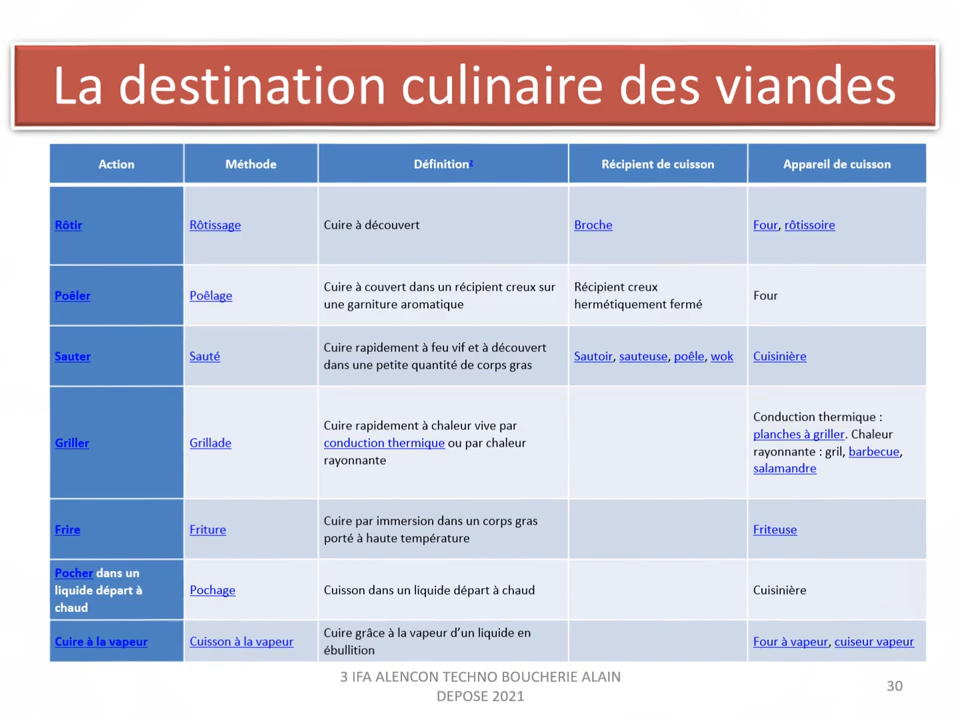 La destination culinaire des viandes
Action Méthode Définition Récipient de cuisson Appareil de cuisson
Rôtir Rôtissage Cuire à découvert Broche Four, rôtissoire
Poêler Poêlage Cuire à couvert dans un récipient creux sur
une garniture aromatique
Récipient creux
hermétiquement fermé
Four
Sauter Sauté Cuire rapidement à feu vif et à découvert
dans une petite quantité de corps gras
Sautoir, sauteuse, poêle, wok Cuisinière
Griller Grillade Cuire rapidement à chaleur vive par
conduction thermique ou par chaleur
rayonnante
Conduction thermique :
planches à griller. Chaleur
rayonnante : gril, barbecue,
salamandre
Frire Friture Cuire par immersion dans un corps gras
porté à haute température
Friteuse
Pocher dans un
liquide départ à
chaud
Pochage Cuisson dans un liquide départ à chaud Cuisinière
Cuire à la vapeur Cuisson à la vapeur Cuire grâce à la vapeur d'un liquide en
ébullition
Four à vapeur, cuiseur vapeur
3 IFA ALENCON TECHNO BOUCHERIE ALAIN
DEPOSE 2021
30